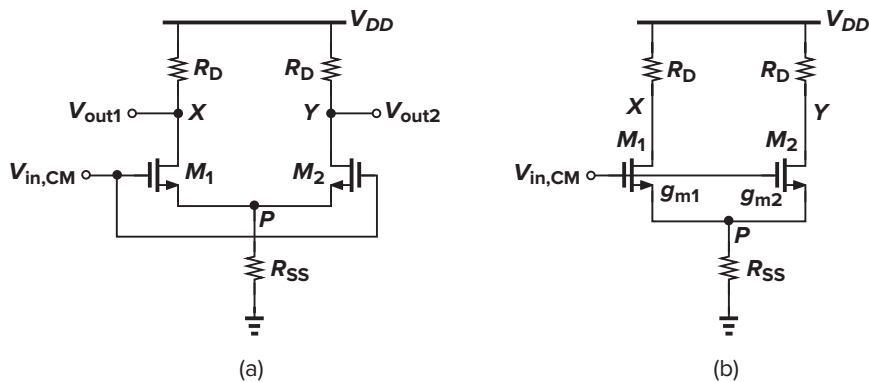 V_DD
R_D R_D
V_out1 X Y V_out2
V_in,CM M_1 M_2
P
R_SS
(a)
V_DD
R_D R_D
X Y
M_1 M_2
V_in,CM
g_m1 g_m2
P
R_SS
(b)